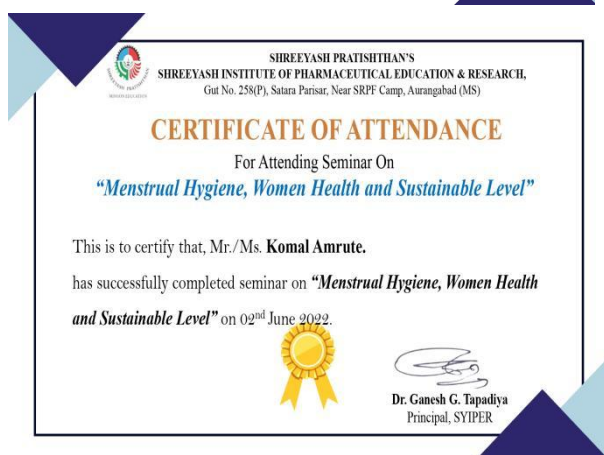 SHREEYASH PRATISHTHAN'S
SHREEYASH INSTITUTE OF PHARMACEUTICAL EDUCATION & RESEARCH,
Gut No. 258(P), Satara Parisar, Near SRPF Camp, Aurangabad (MS)
CERTIFICATE OF ATTENDANCE
For Attending Seminar On
"Menstrual Hygiene, Women Health and Sustainable Level"
This is to certify that, Mr./Ms. Komal Amrute.
has successfully completed seminar on "Menstrual Hygiene, Women Health
and Sustainable Level" on 02nd June 2022.
Dr. Ganesh G. Tapadiya
Principal, SYIPER